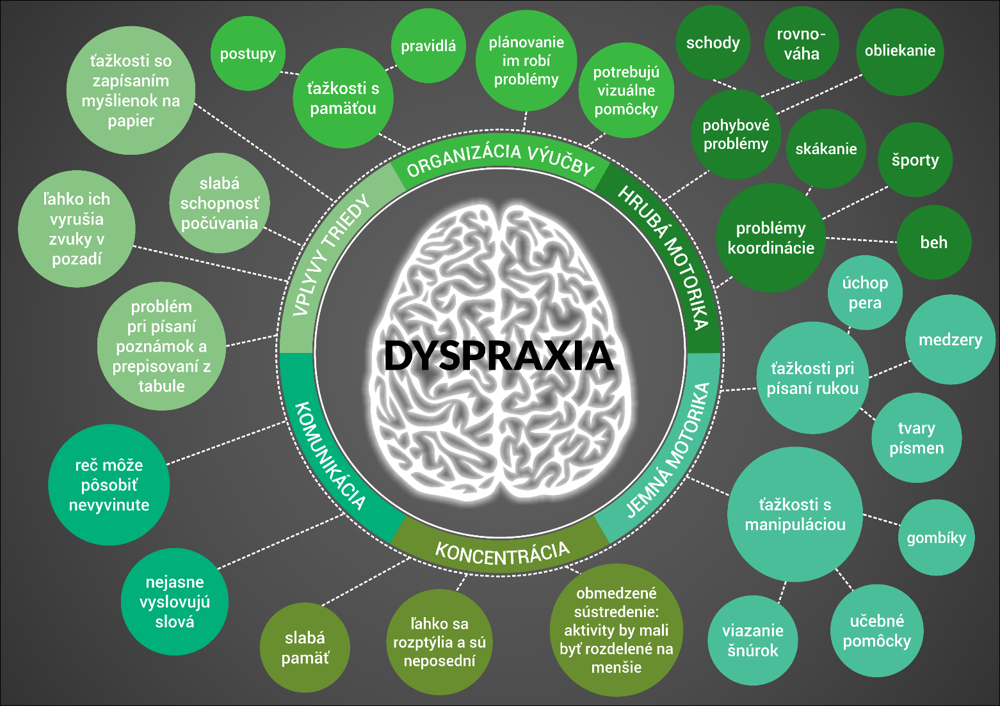 DYSPRAXIA
ORGANIZÁCIA VÝUČBY
ťažkosti s
pamäťou
postupy
pravidlá
plánovanie
im robí
problémy
potrebujú
vizuálne
pomôcky
HRUBÁ MOTORIKA
pohybové
problémy
schody
rovno-
váha
obliekanie
problémy
koordinácie
skákanie
športy
beh
JEMNÁ MOTORIKA
ťažkosti pri
písaní rukou
úchop
pera
medzery
tvary
písmen
ťažkosti s
manipuláciou
gombíky
učebné
pomôcky
viazanie
šnúrok
KONCENTRÁCIA
obmedzené
sústredenie:
aktivity by mali
byť rozdelené na
menšie
ľahko sa
rozptýlia a sú
neposední
slabá
pamäť
KOMUNIKÁCIA
nejasne
vyslovujú
slová
reč môže
pôsobiť
nevyvinute
VPLYVY TRIEDY
problém
pri písaní
poznámok a
prepisovaní z
tabule
ľahko ich
vyrušia
zvuky v
pozadí
slabá
schopnosť
počúvania
ťažkosti so
zapísaním
myšlienok na
papier